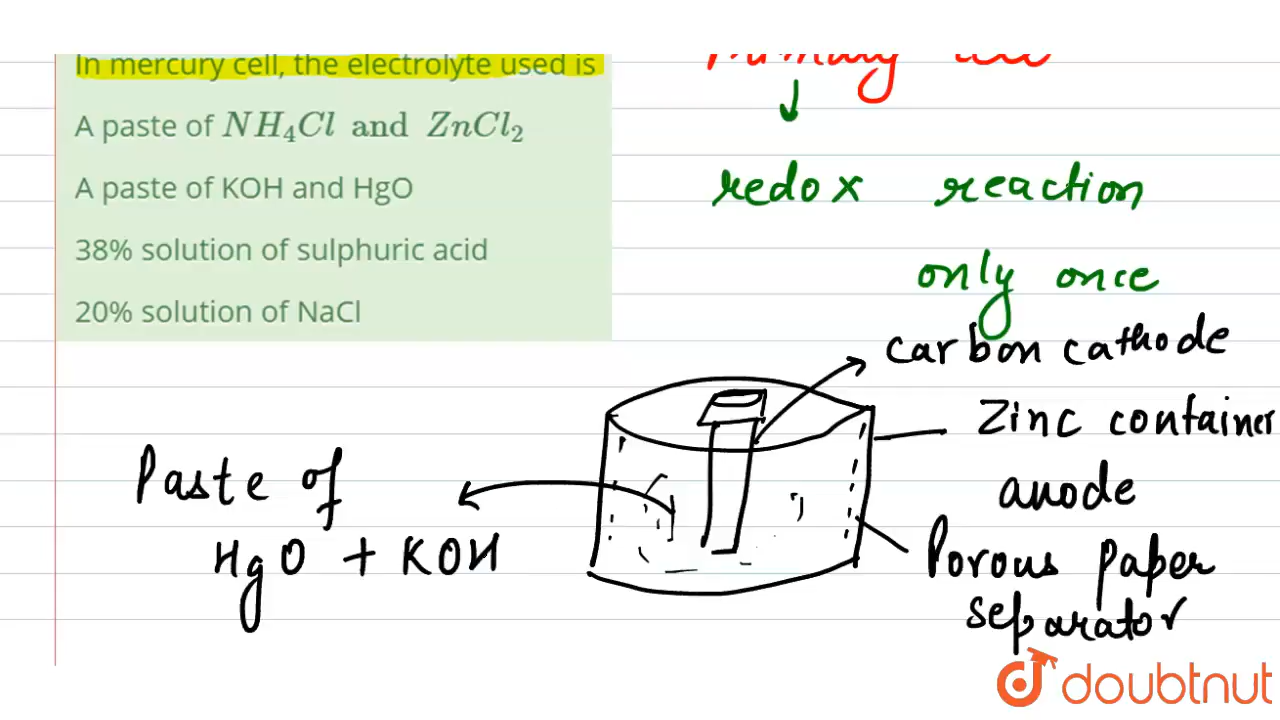 In mercury cell, the electrolyte used is
A paste of NH₄Cl and ZnCl₂
A paste of KOH and HgO
38% solution of sulphuric acid
20% solution of NaCl
Primary cell
redox reaction
only once
carbon cathode
Zinc container
anode
Porous paper
separator
Paste of
HgO + KOH
doubtnut